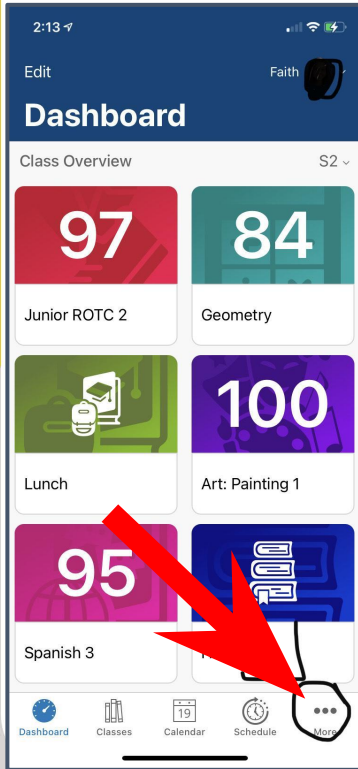 2:13
Edit Faith
Dashboard
Class Overview S2
97 84
Junior ROTC 2 Geometry
100
Lunch Art: Painting 1
95
Spanish 3
19
Dashboard Classes Calendar Schedule More